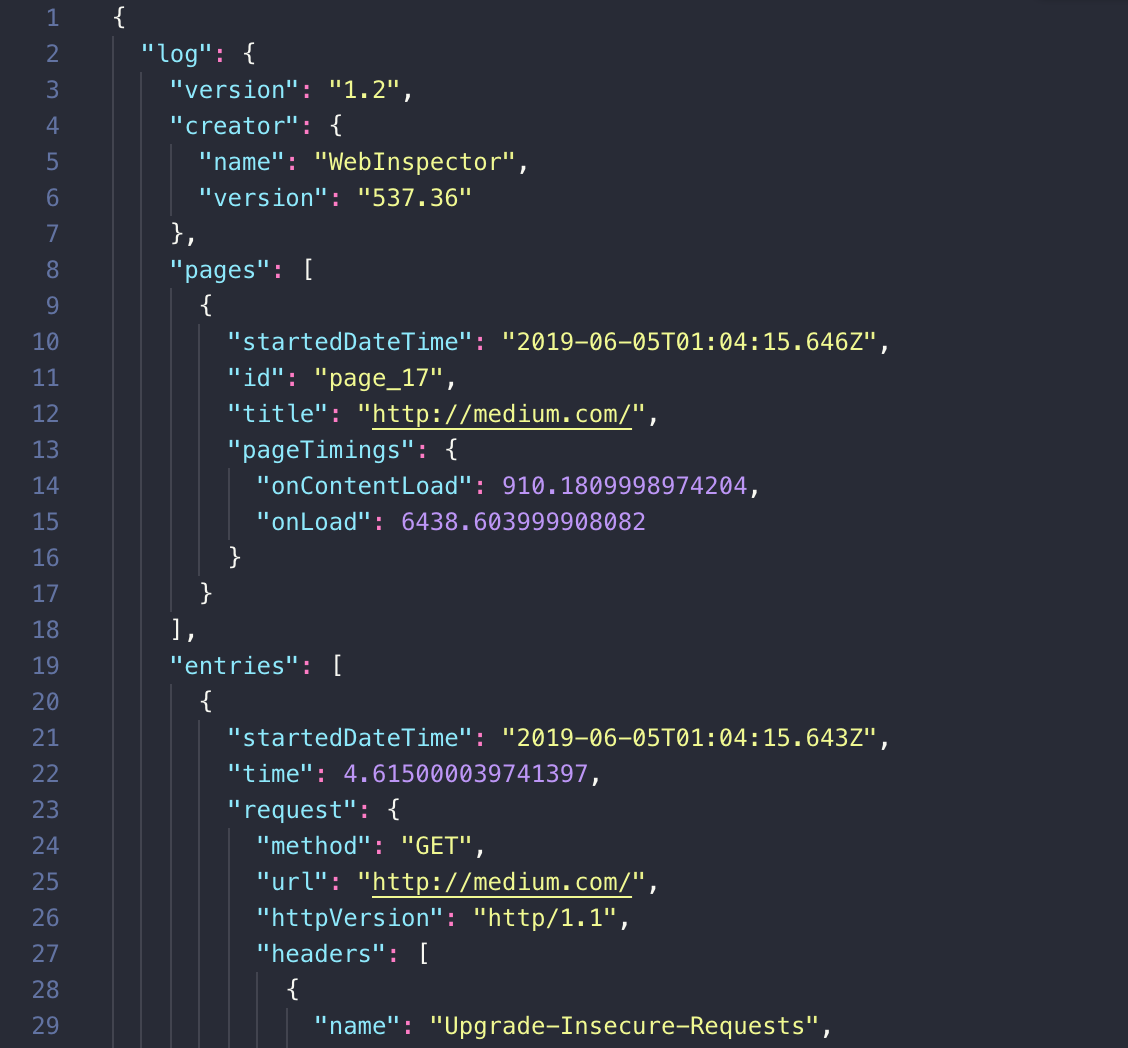 1 {
2 "log": {
3 "version": "1.2",
4 "creator": {
5 "name": "WebInspector",
6 "version": "537.36"
7 },
8 "pages": [
9 {
10 "startedDateTime": "2019-06-05T01:04:15.646Z",
11 "id": "page_17",
12 "title": "http://medium.com/",
13 "pageTimings": {
14 "onContentLoad": 910.1809998974204,
15 "onLoad": 6438.603999908082
16 }
17 }
18 ],
19 "entries": [
20 {
21 "startedDateTime": "2019-06-05T01:04:15.643Z",
22 "time": 4.615000039741397,
23 "request": {
24 "method": "GET",
25 "url": "http://medium.com/",
26 "httpVersion": "http/1.1",
27 "headers": [
28 {
29 "name": "Upgrade-Insecure-Requests",